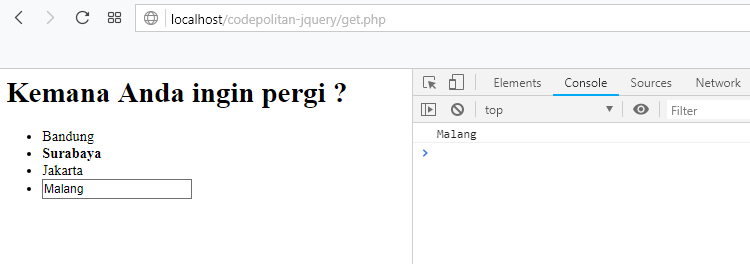 localhost/codepolitan-jquery/get.php
Elements Console Sources Network
top Filter
Kemana Anda ingin pergi ?
Bandung
Surabaya
Jakarta
Malang
Malang